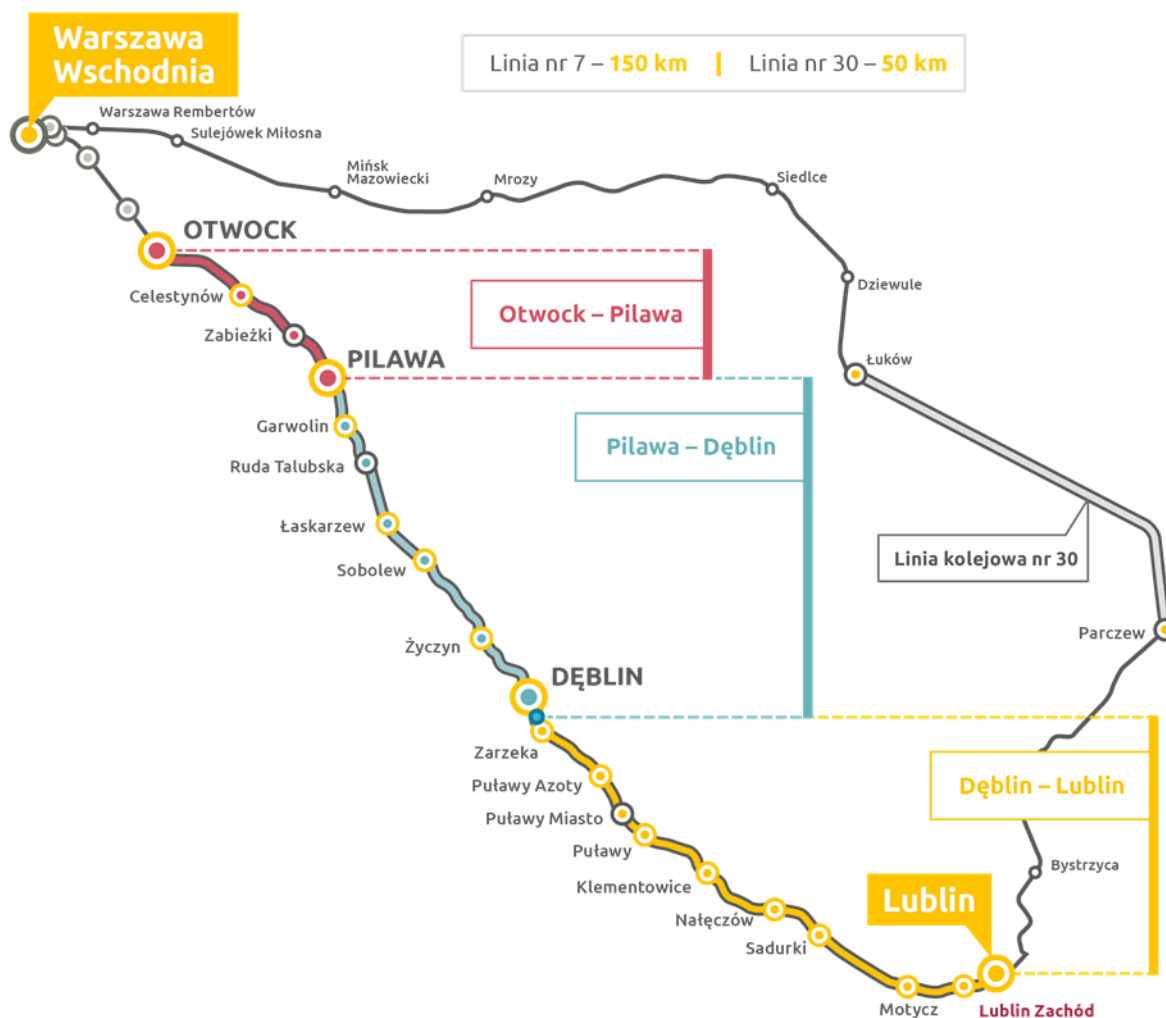 Warszawa
Wschodnia
Linia nr 7 – 150 km | Linia nr 30 – 50 km
Warszawa Rembertów
Sulejówek Miłosna
Mińsk
Mazowiecki
Mrozy
Siedlce
OTWOCK
Dziewule
Celestynów
Otwock – Pilawa
Zabieżki
PILAWA
Łuków
Garwolin
Pilawa – Dęblin
Ruda Talubska
Łaskarzew
Linia kolejowa nr 30
Sobolew
Parczew
Życzyn
DĘBLIN
Zarzeka
Puławy Azoty
Dęblin – Lublin
Puławy Miasto
Puławy
Bystrzyca
Klementowice
Lublin
Nałęczów
Sadurki
Motycz
Lublin Zachód